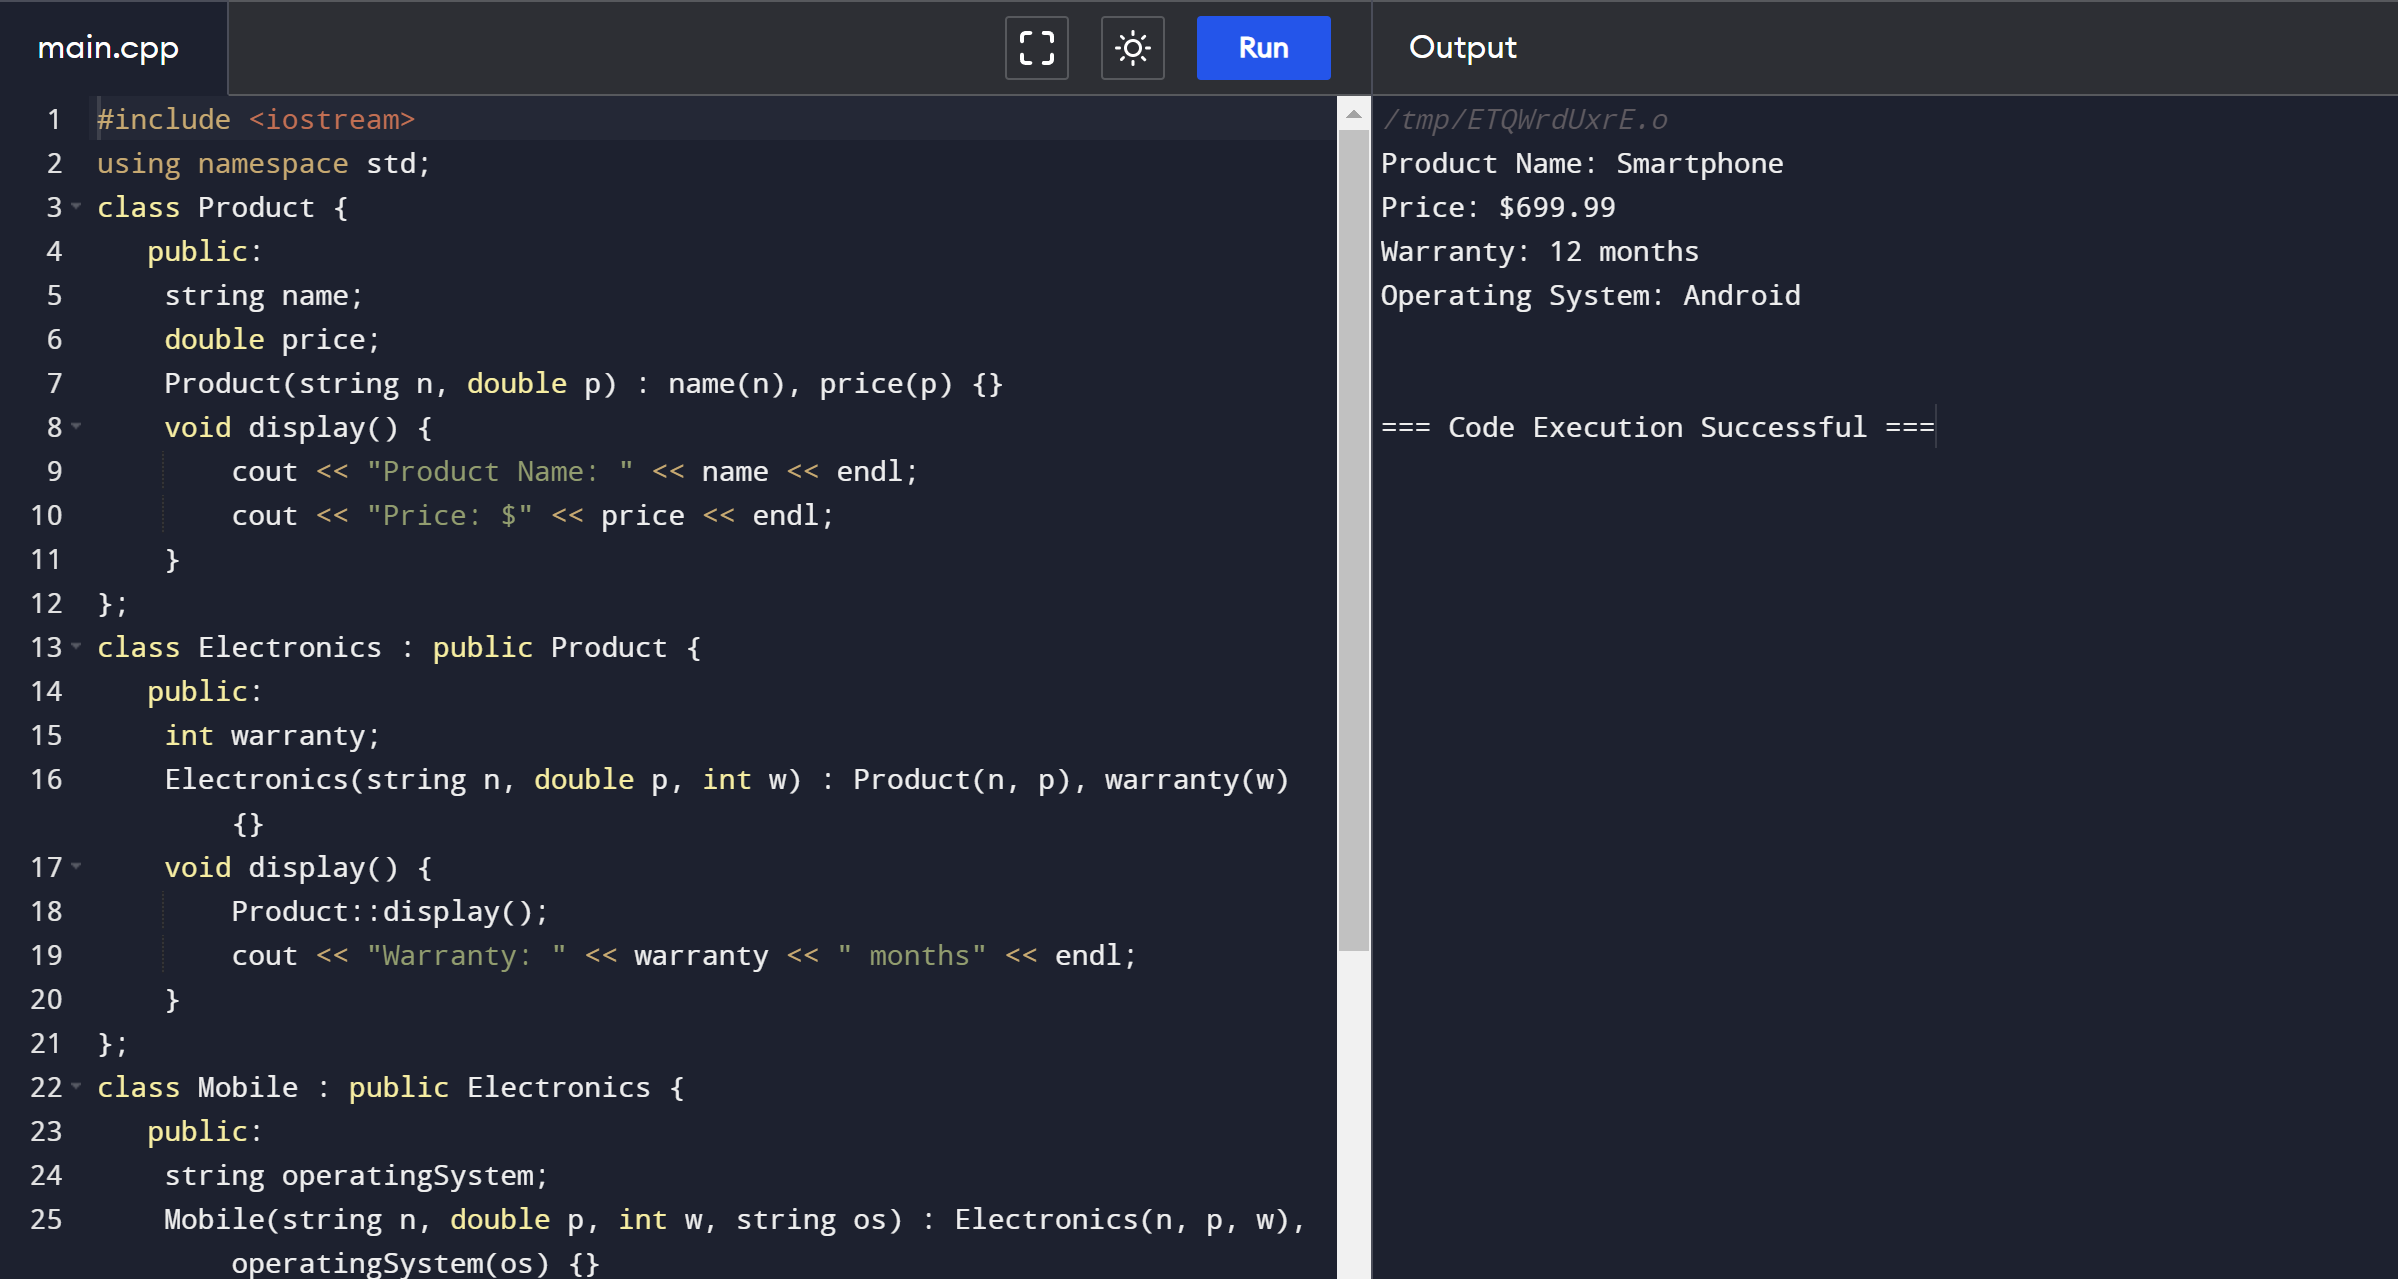 main.cpp
Run
Output
1 #include <iostream>
2 using namespace std;
3 class Product {
4    public:
5     string name;
6     double price;
7     Product(string n, double p) : name(n), price(p) {}
8     void display() {
9         cout << "Product Name: " << name << endl;
10         cout << "Price: $" << price << endl;
11     }
12 };
13 class Electronics : public Product {
14    public:
15     int warranty;
16     Electronics(string n, double p, int w) : Product(n, p), warranty(w)
        {}
17     void display() {
18         Product::display();
19         cout << "Warranty: " << warranty << " months" << endl;
20     }
21 };
22 class Mobile : public Electronics {
23    public:
24     string operatingSystem;
25     Mobile(string n, double p, int w, string os) : Electronics(n, p, w),
        operatingSystem(os) {}
/tmp/ETQWrdUxrE.o
Product Name: Smartphone
Price: $699.99
Warranty: 12 months
Operating System: Android
=== Code Execution Successful ===